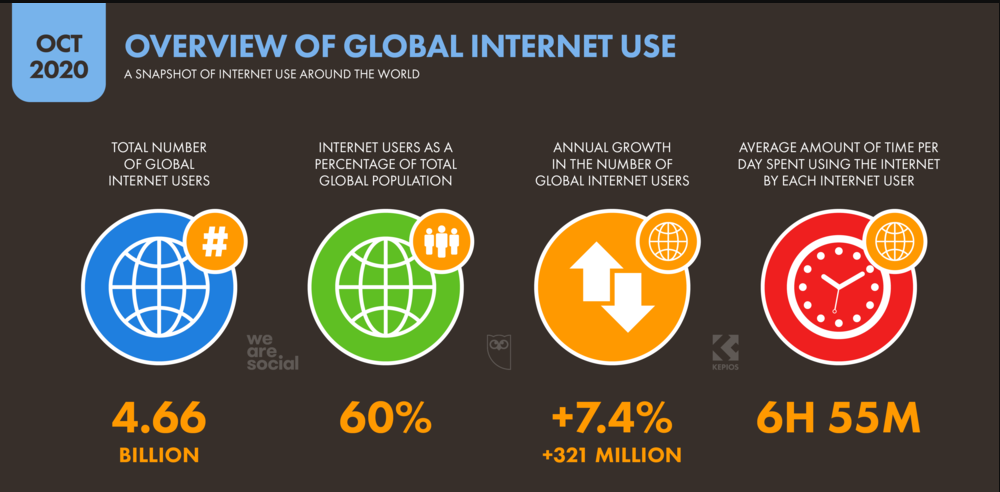 OCT
2020
OVERVIEW OF GLOBAL INTERNET USE
A SNAPSHOT OF INTERNET USE AROUND THE WORLD
TOTAL NUMBER
OF GLOBAL
INTERNET USERS
INTERNET USERS AS A
PERCENTAGE OF TOTAL
GLOBAL POPULATION
ANNUAL GROWTH
IN THE NUMBER OF
GLOBAL INTERNET USERS
AVERAGE AMOUNT OF TIME PER
DAY SPENT USING THE INTERNET
BY EACH INTERNET USER
#
we
are
social
KEPIOS
4.66
BILLION
60%
+7.4%
+321 MILLION
6H 55M